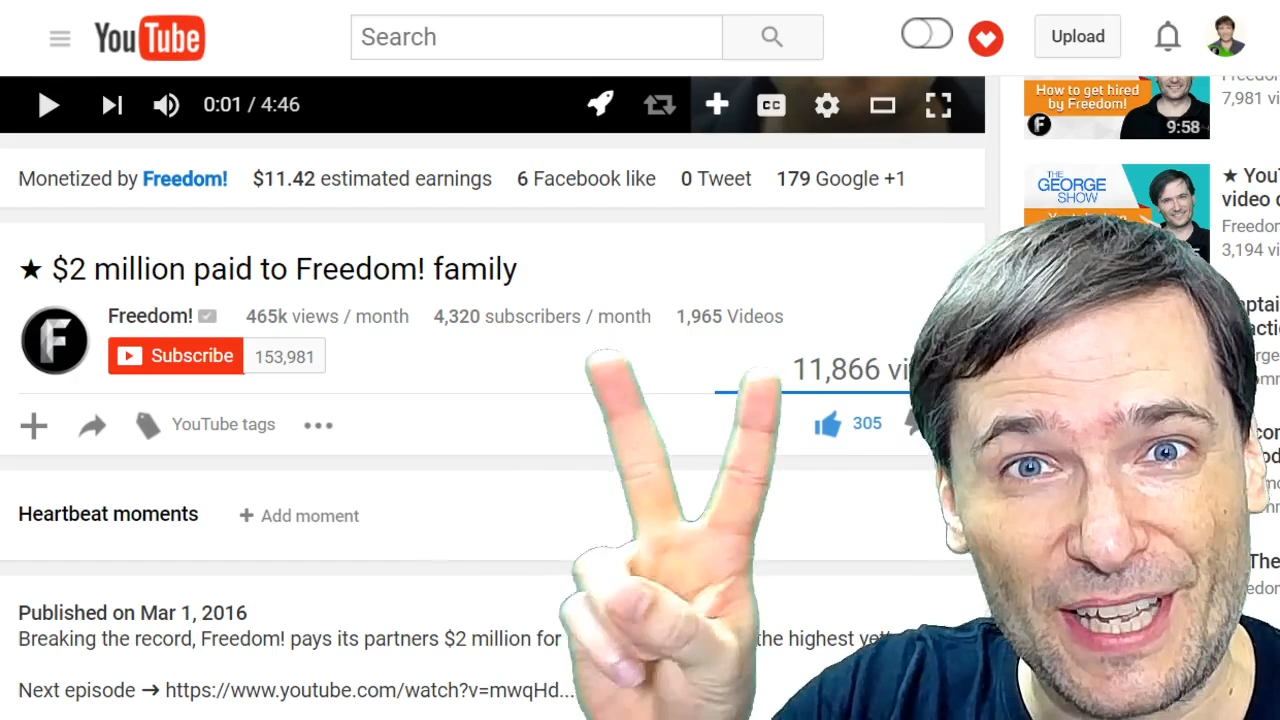 YouTube
Search
Upload
0:01 / 4:46
CC
How to get hired
by Freedom!
F
9:58
7,981
Monetized by Freedom! $11.42 estimated earnings 6 Facebook like 0 Tweet 179 Google +1
THE
GEORGE
SHOW
★ You
video
Freedom
3,194
★ $2 million paid to Freedom! family
F
Freedom! 465k views / month 4,320 subscribers / month 1,965 Videos
Subscribe 153,981
11,866 vi
YouTube tags
305
Heartbeat moments + Add moment
The
Published on Mar 1, 2016
Breaking the record, Freedom! pays its partners $2 million for the highest yet
Next episode ➔ https://www.youtube.com/watch?v=mwqHd...